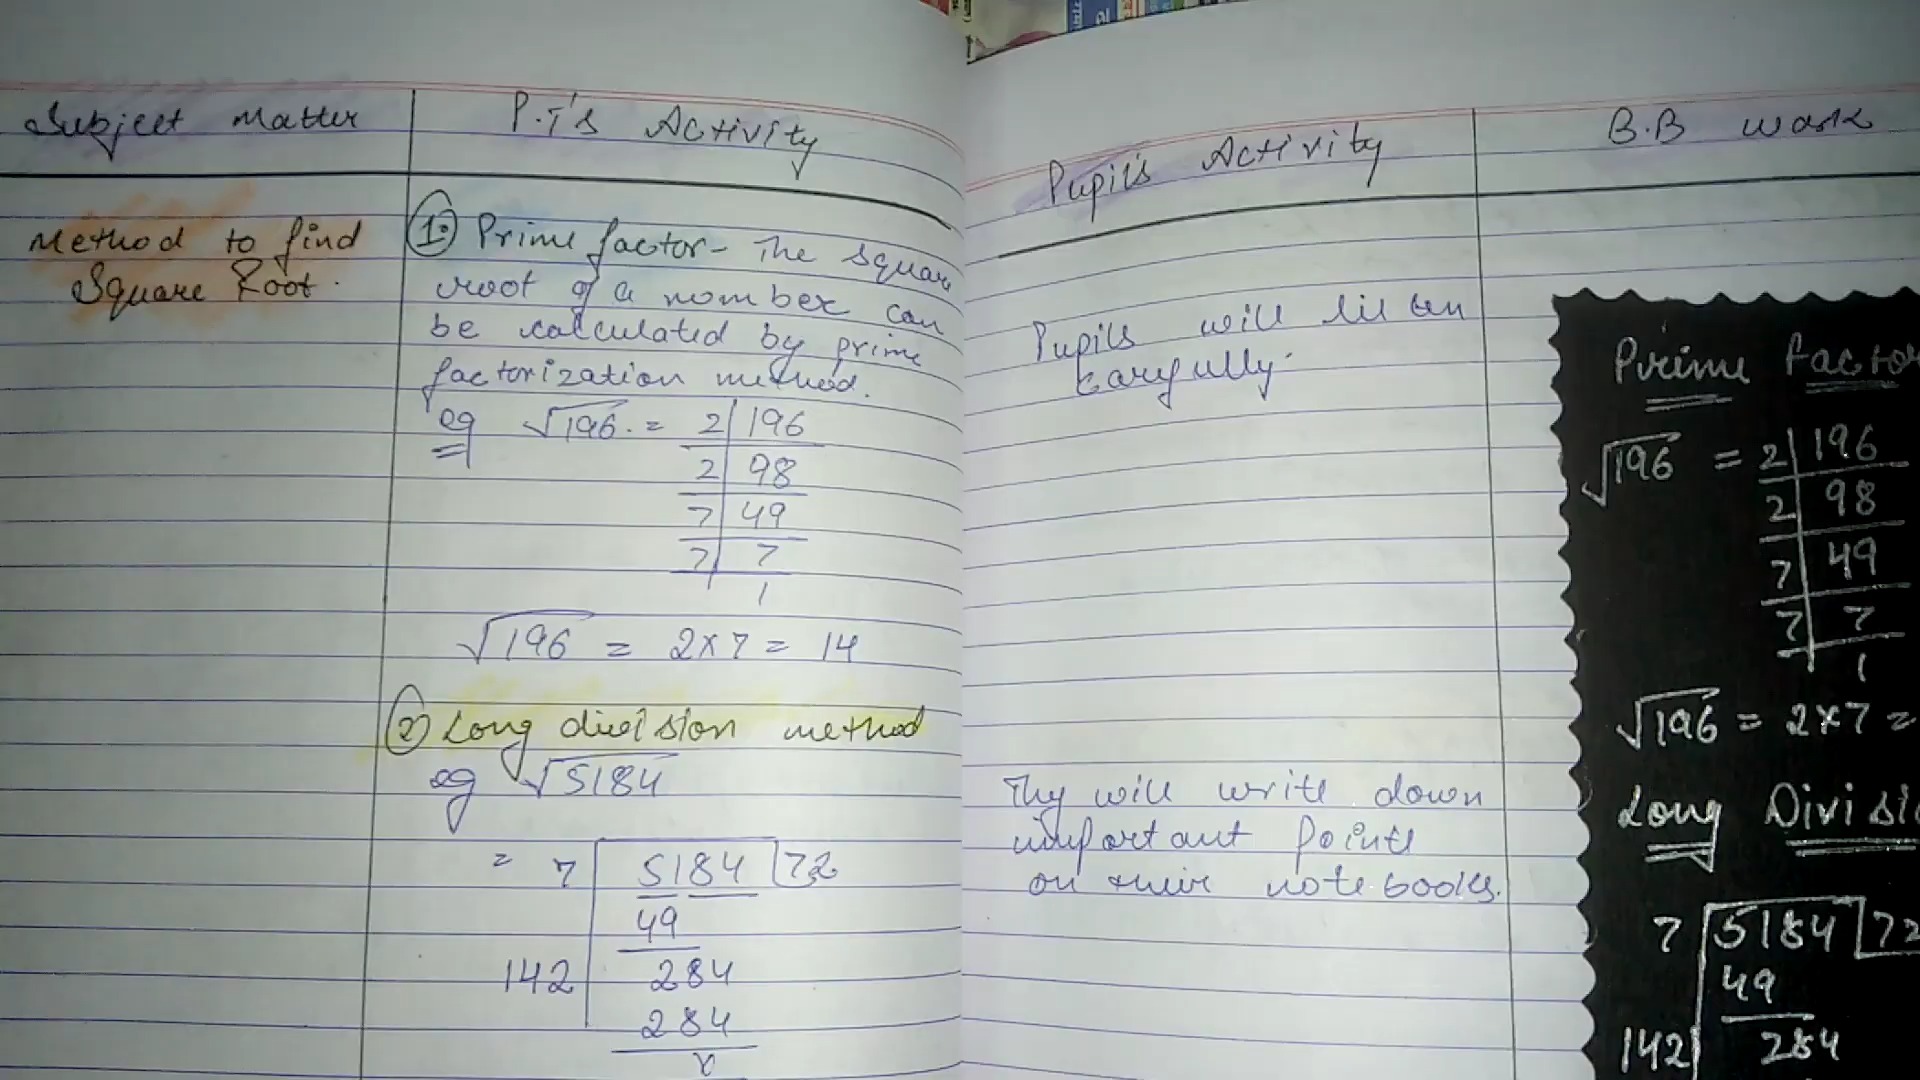 Subject Matter
P.T's Activity
Method to find
Square Root.
1. Prime factor - The square
root of a nomber can
be calculated by prime
factorization method.
eg √196. = 2 | 196
2 | 98
7 | 49
7 | 7
1
√196 = 2×7 = 14
2 Long division method
eg √5184
= 7 | 5184 | 72
49
142 | 284
284
x
Pupil's Activity
B.B Work
Pupils will listen
carefully.
They will write down
important points
on their note books.
Prime factor
√196 = 2 | 196
2 | 98
7 | 49
7 | 7
1
√196 = 2×7 =
Long Divisio
7 | 5184 | 72
49
142 | 284